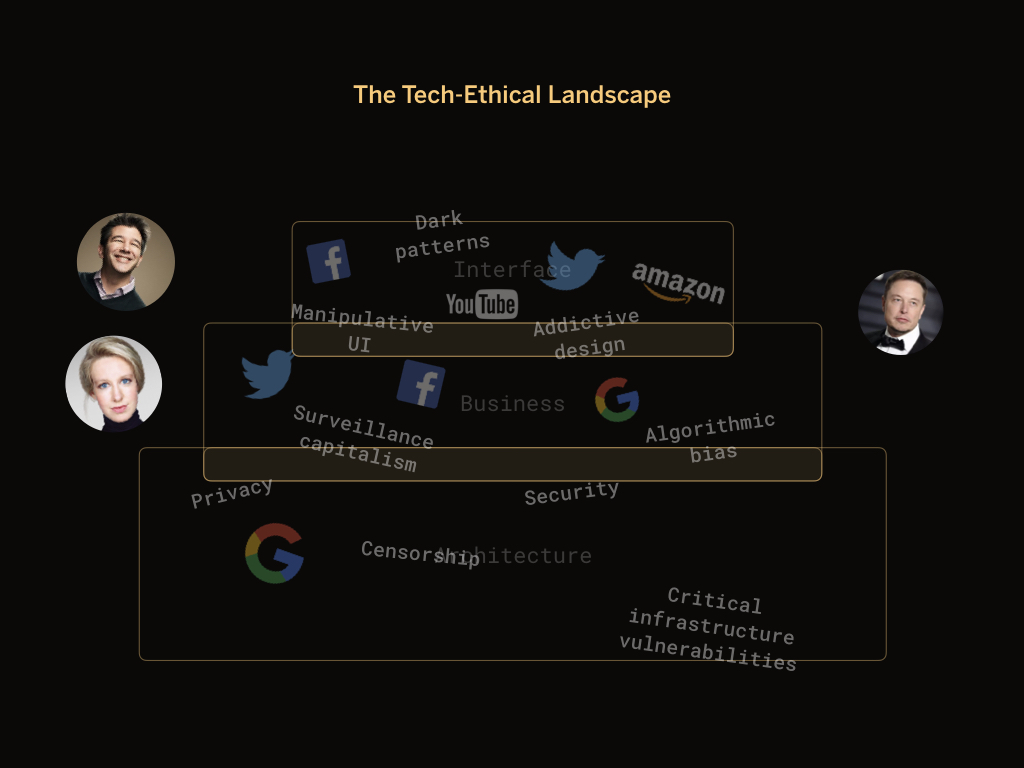 The Tech-Ethical Landscape
Dark
patterns
Interface
amazon
YouTube
Manipulative
UI
Addictive
design
Business
Surveillance
capitalism
Algorithmic
bias
Privacy
Security
Censorship
Architecture
Critical
infrastructure
vulnerabilities